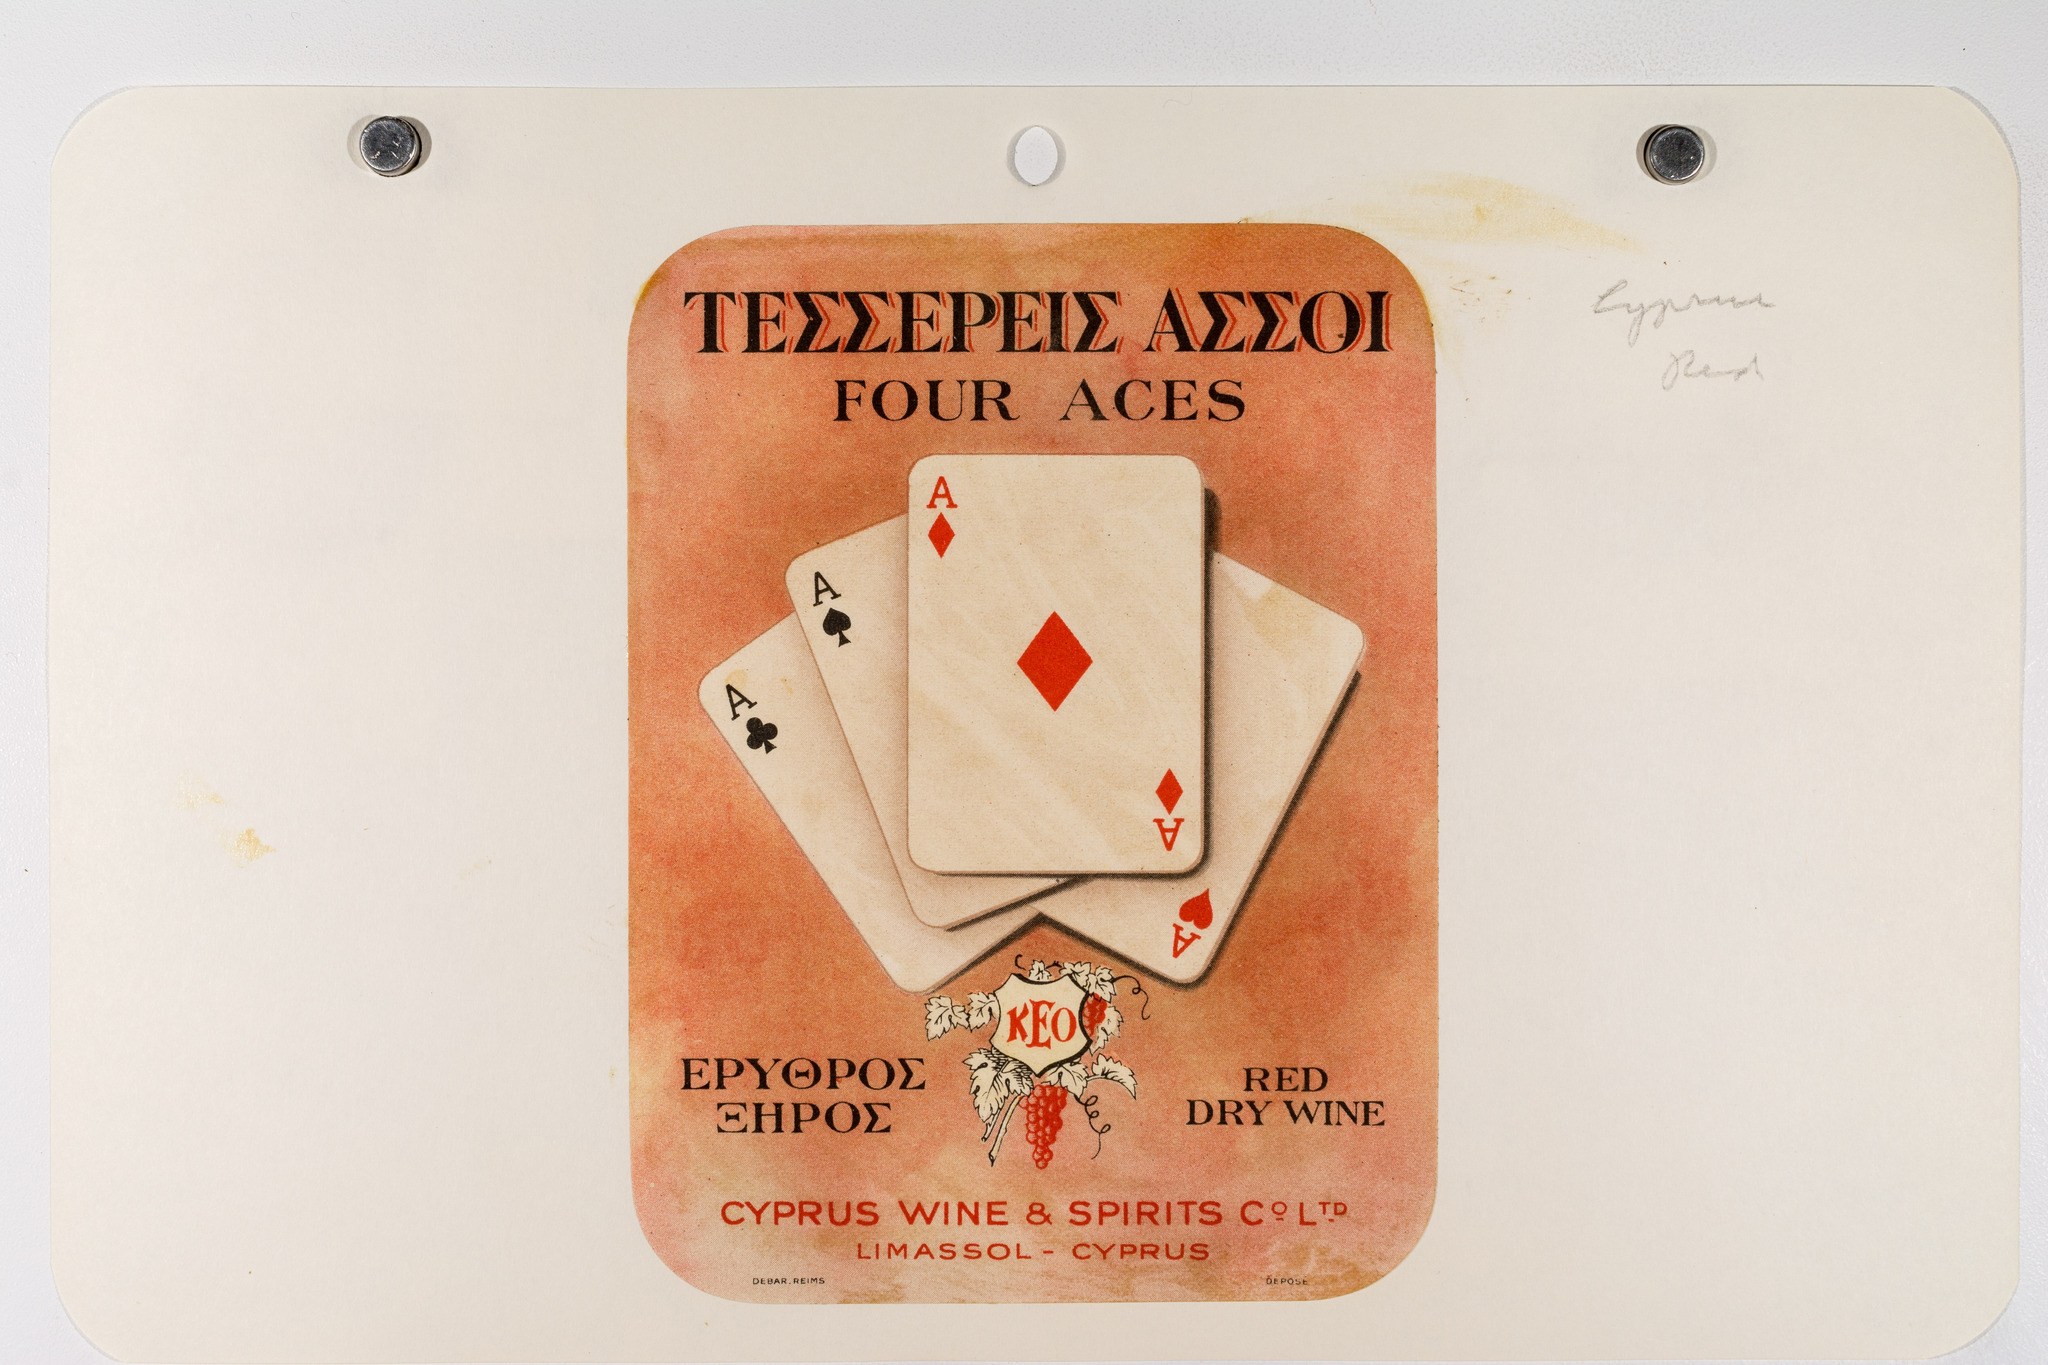 Cyprus
Red
ΤΕΣΣΕΡΕΙΣ ΑΣΣΟΙ
FOUR ACES
A
A
A
A
A
KEO
ΕΡΥΘΡΟΣ
ΞΗΡΟΣ
RED
DRY WINE
CYPRUS WINE & SPIRITS Cº LTD
LIMASSOL - CYPRUS
DEBAR. REIMS
DÉPOSÉ